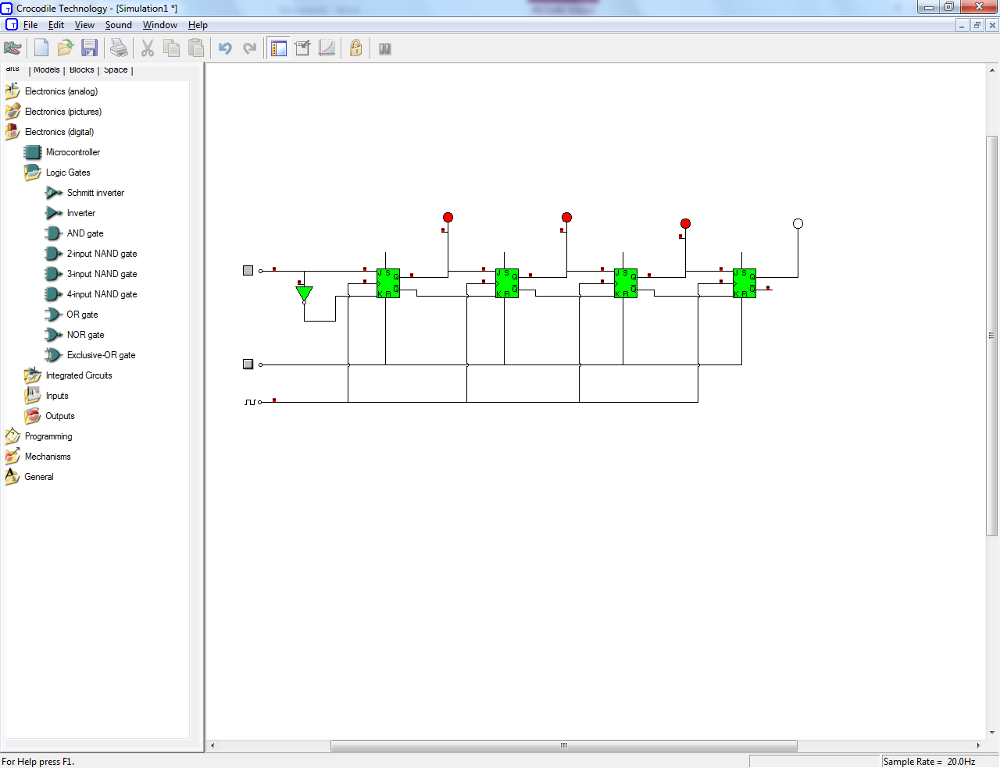 Crocodile Technology - [Simulation1 *]
File Edit View Sound Window Help
arts | Models | Blocks | Space |
Electronics (analog)
Electronics (pictures)
Electronics (digital)
Microcontroller
Logic Gates
Schmitt inverter
Inverter
AND gate
2-input NAND gate
3-input NAND gate
4-input NAND gate
OR gate
NOR gate
Exclusive-OR gate
Integrated Circuits
Inputs
Outputs
Programming
Mechanisms
General
J S Q J S Q J S Q J S Q
K R Q K R Q K R Q K R Q
For Help press F1.
Sample Rate = 20.0Hz